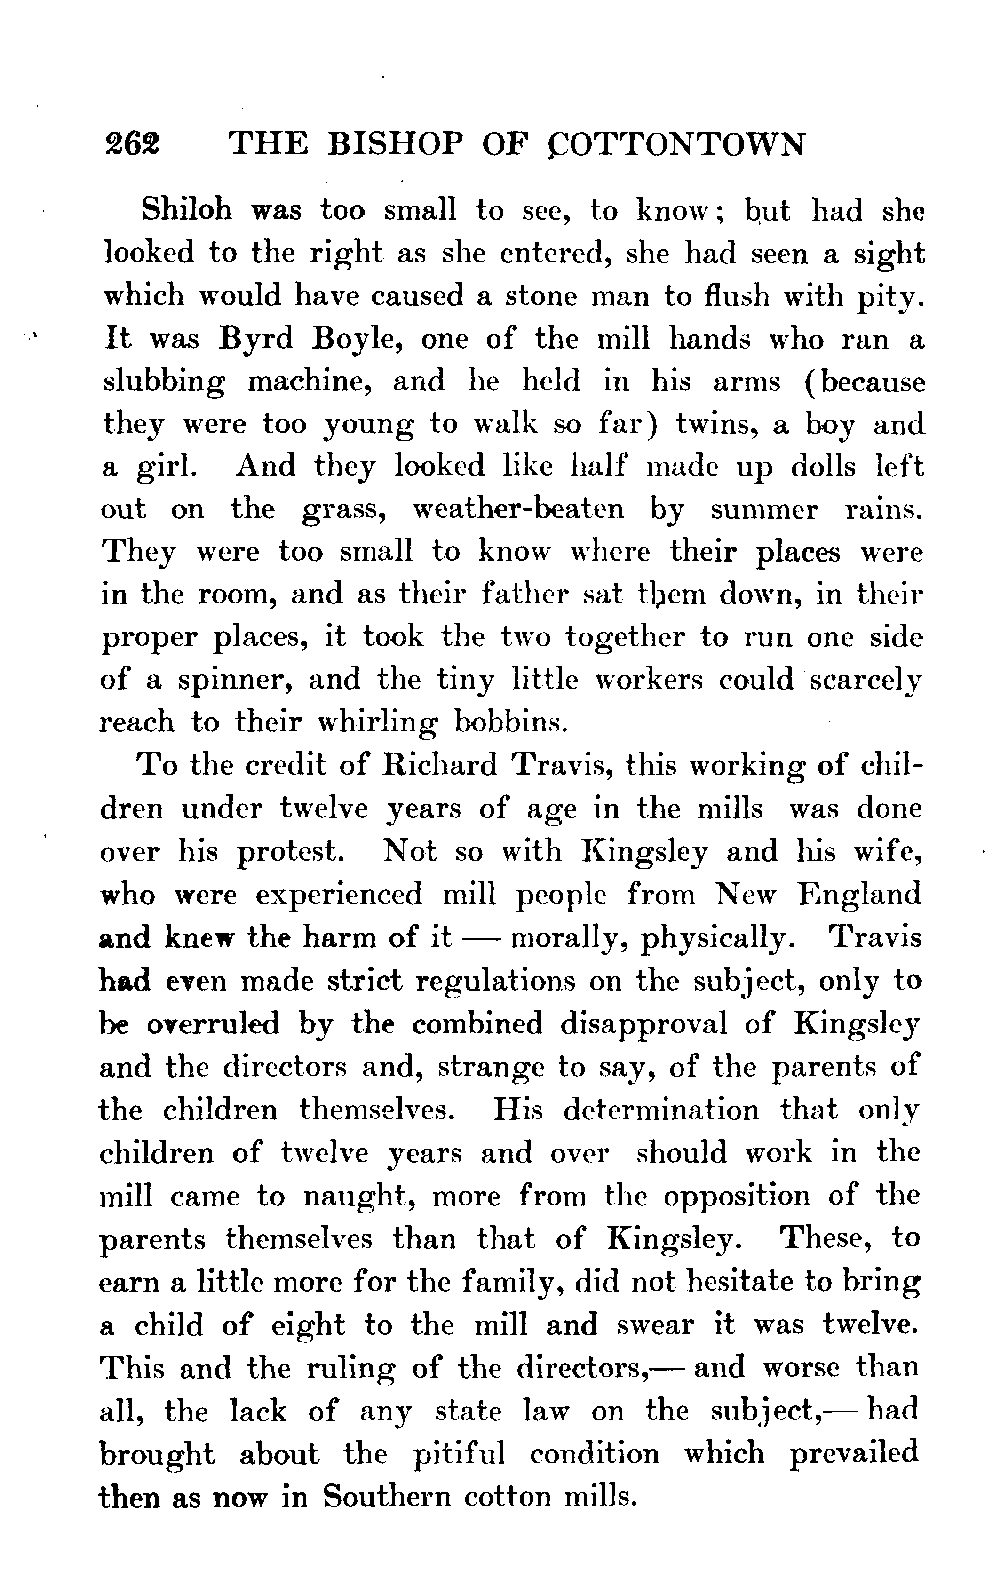 262 THE BISHOP OF COTTONTOWN
Shiloh was too small to see, to know; but had she
looked to the right as she entered, she had seen a sight
which would have caused a stone man to flush with pity.
It was Byrd Boyle, one of the mill hands who ran a
slubbing machine, and he held in his arms (because
they were too young to walk so far) twins, a boy and
a girl. And they looked like half made up dolls left
out on the grass, weather-beaten by summer rains.
They were too small to know where their places were
in the room, and as their father sat them down, in their
proper places, it took the two together to run one side
of a spinner, and the tiny little workers could scarcely
reach to their whirling bobbins.
To the credit of Richard Travis, this working of chil-
dren under twelve years of age in the mills was done
over his protest. Not so with Kingsley and his wife,
who were experienced mill people from New England
and knew the harm of it — morally, physically. Travis
had even made strict regulations on the subject, only to
be overruled by the combined disapproval of Kingsley
and the directors and, strange to say, of the parents of
the children themselves. His determination that only
children of twelve years and over should work in the
mill came to naught, more from the opposition of the
parents themselves than that of Kingsley. These, to
earn a little more for the family, did not hesitate to bring
a child of eight to the mill and swear it was twelve.
This and the ruling of the directors,— and worse than
all, the lack of any state law on the subject,— had
brought about the pitiful condition which prevailed
then as now in Southern cotton mills.